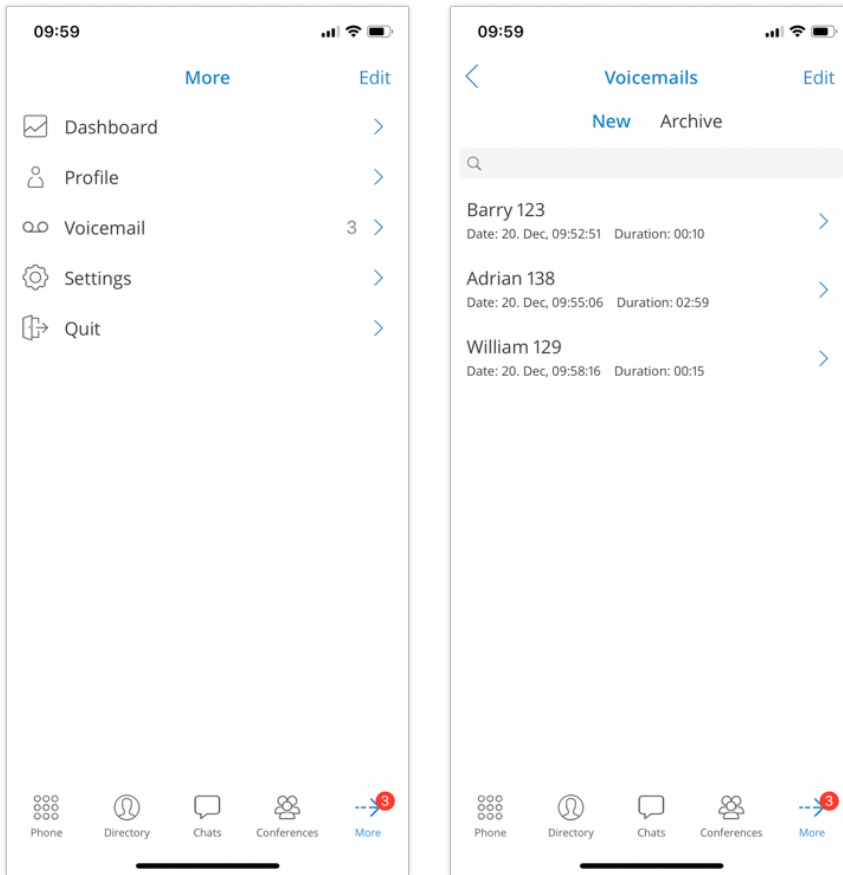 09:59
More
Edit
Dashboard
Profile
Voicemail 3
Settings
Quit
Phone Directory Chats Conferences More
3
09:59
Voicemails
Edit
New Archive
Barry 123
Date: 20. Dec, 09:52:51 Duration: 00:10
Adrian 138
Date: 20. Dec, 09:55:06 Duration: 02:59
William 129
Date: 20. Dec, 09:58:16 Duration: 00:15
Phone Directory Chats Conferences More
3